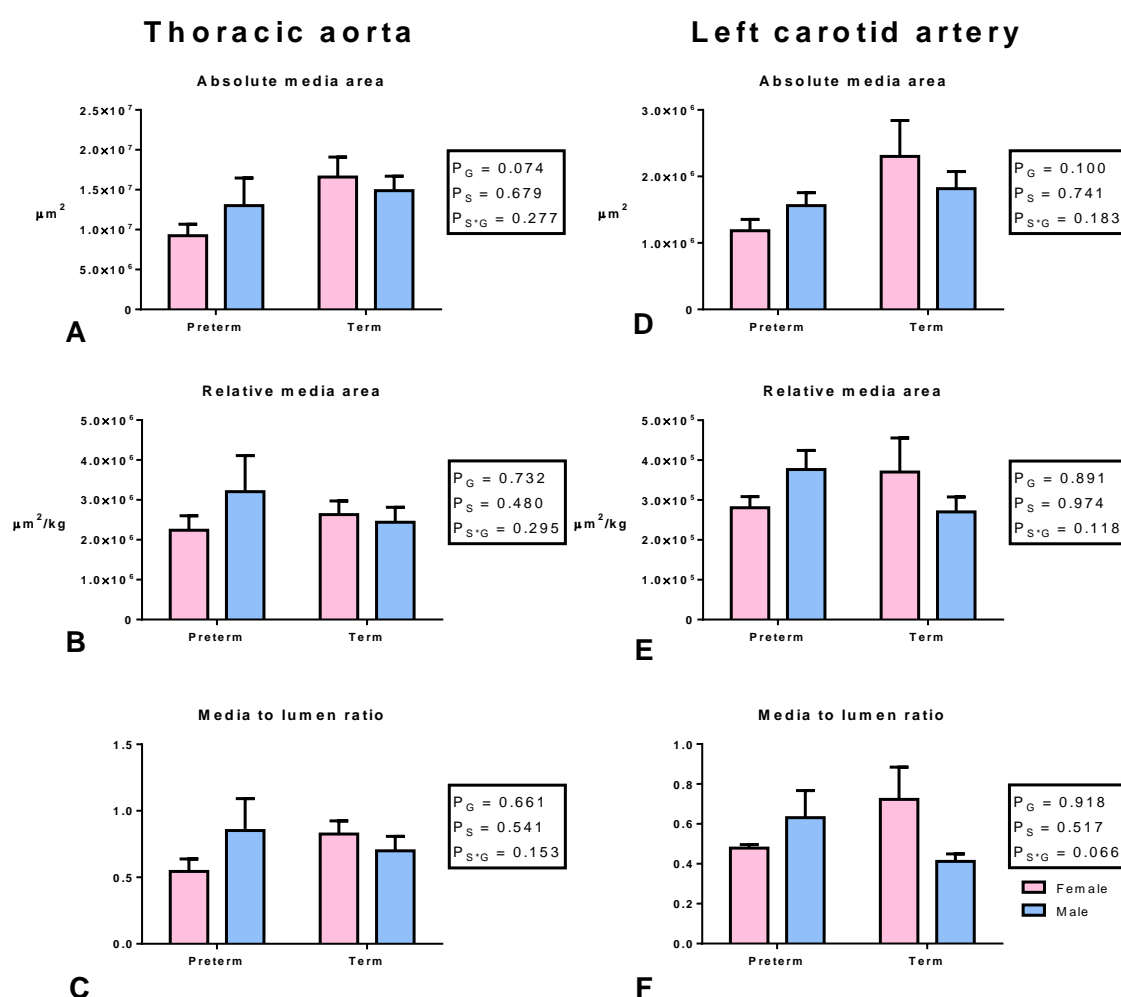 Thoracic aorta
Absolute media area
2.5×10⁷
2.0×10⁷
1.5×10⁷
1.0×10⁷
5.0×10⁶
0
μm²
Preterm Term
P_G = 0.074
P_S = 0.679
P_S*G = 0.277
A
Relative media area
5.0×10⁶
4.0×10⁶
3.0×10⁶
2.0×10⁶
1.0×10⁶
0
μm²/kg
Preterm Term
P_G = 0.732
P_S = 0.480
P_S*G = 0.295
B
Media to lumen ratio
1.5
1.0
0.5
0.0
Preterm Term
P_G = 0.661
P_S = 0.541
P_S*G = 0.153
C
Left carotid artery
Absolute media area
3.0×10⁶
2.0×10⁶
1.0×10⁶
0
μm²
Preterm Term
P_G = 0.100
P_S = 0.741
P_S*G = 0.183
D
Relative media area
5.0×10⁵
4.0×10⁵
3.0×10⁵
2.0×10⁵
1.0×10⁵
0
μm²/kg
Preterm Term
P_G = 0.891
P_S = 0.974
P_S*G = 0.118
E
Media to lumen ratio
1.0
0.8
0.6
0.4
0.2
0.0
Preterm Term
P_G = 0.918
P_S = 0.517
P_S*G = 0.066
Female
Male
F